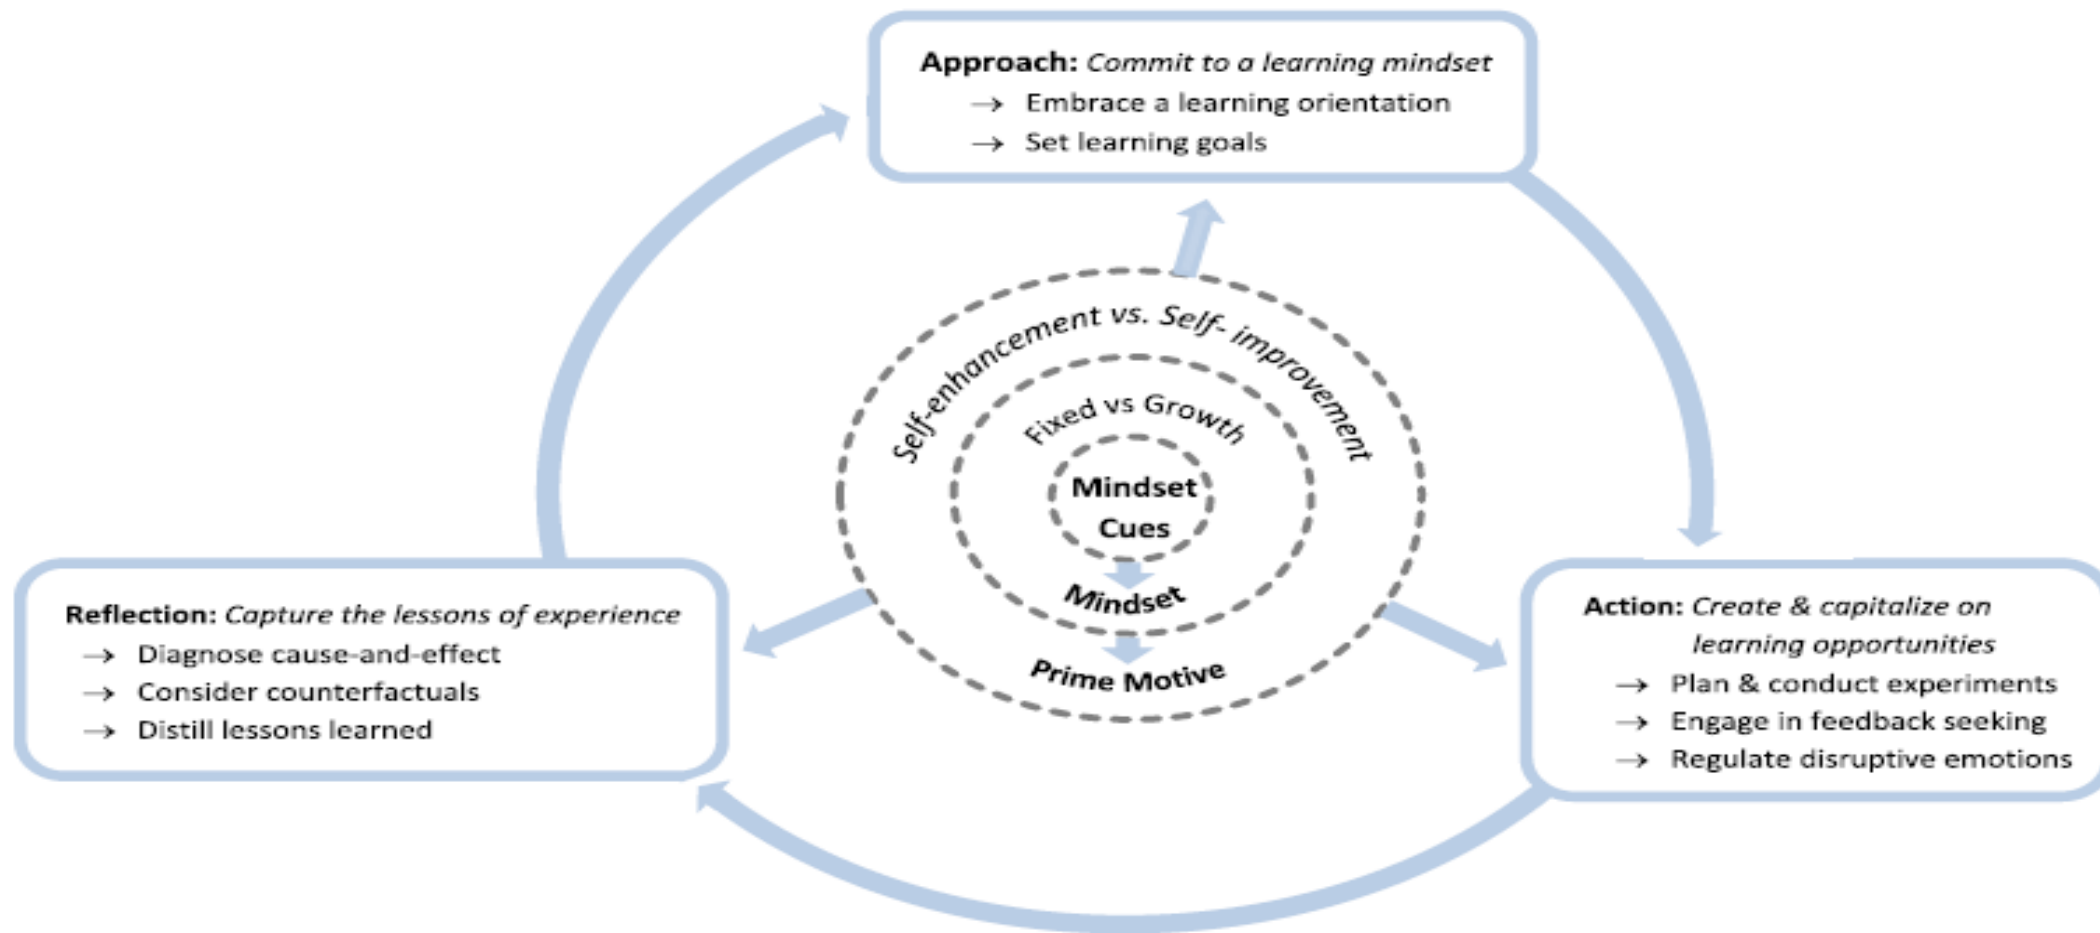 Approach: Commit to a learning mindset
→ Embrace a learning orientation
→ Set learning goals
Self-enhancement vs. Self- improvement
Fixed vs Growth
Mindset
Cues
Mindset
Prime Motive
Reflection: Capture the lessons of experience
→ Diagnose cause-and-effect
→ Consider counterfactuals
→ Distill lessons learned
Action: Create & capitalize on
learning opportunities
→ Plan & conduct experiments
→ Engage in feedback seeking
→ Regulate disruptive emotions